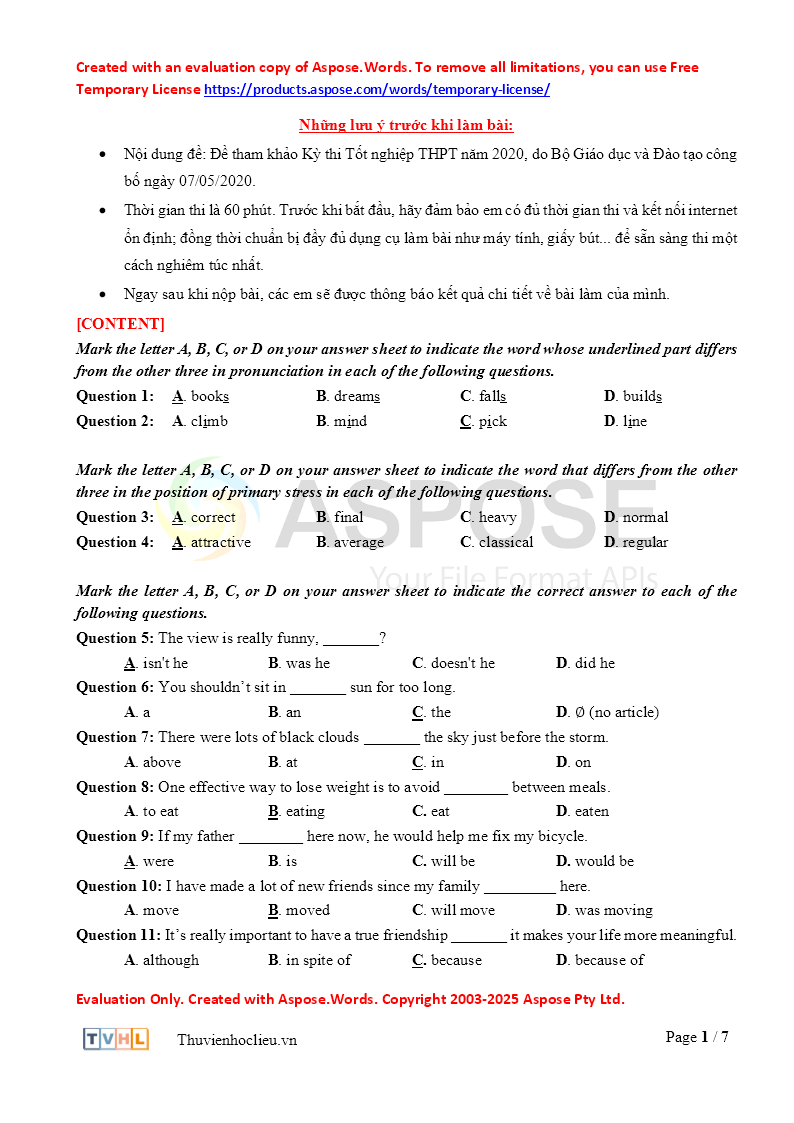 Created with an evaluation copy of Aspose.Words. To remove all limitations, you can use Free
Temporary License https://products.aspose.com/words/temporary-license/
Những lưu ý trước khi làm bài:
• Nội dung đề: Đề tham khảo Kỳ thi Tốt nghiệp THPT năm 2020, do Bộ Giáo dục và Đào tạo công
bố ngày 07/05/2020.
• Thời gian thi là 60 phút. Trước khi bắt đầu, hãy đảm bảo em có đủ thời gian thi và kết nối internet
ổn định; đồng thời chuẩn bị đầy đủ dụng cụ làm bài như máy tính, giấy bút... để sẵn sàng thi một
cách nghiêm túc nhất.
• Ngay sau khi nộp bài, các em sẽ được thông báo kết quả chi tiết về bài làm của mình.
[CONTENT]
Mark the letter A, B, C, or D on your answer sheet to indicate the word whose underlined part differs
from the other three in pronunciation in each of the following questions.
Question 1: A. books B. dreams C. falls D. builds
Question 2: A. climb B. mind C. pick D. line
Mark the letter A, B, C, or D on your answer sheet to indicate the word that differs from the other
three in the position of primary stress in each of the following questions.
Question 3: A. correct B. final C. heavy D. normal
Question 4: A. attractive B. average C. classical D. regular
ASPOSE
Your File Format APIs
Mark the letter A, B, C, or D on your answer sheet to indicate the correct answer to each of the
following questions.
Question 5: The view is really funny, _______?
A. isn't he B. was he C. doesn't he D. did he
Question 6: You shouldn’t sit in _______ sun for too long.
A. a B. an C. the D. ∅ (no article)
Question 7: There were lots of black clouds _______ the sky just before the storm.
A. above B. at C. in D. on
Question 8: One effective way to lose weight is to avoid ________ between meals.
A. to eat B. eating C. eat D. eaten
Question 9: If my father ________ here now, he would help me fix my bicycle.
A. were B. is C. will be D. would be
Question 10: I have made a lot of new friends since my family _________ here.
A. move B. moved C. will move D. was moving
Question 11: It’s really important to have a true friendship _______ it makes your life more meaningful.
A. although B. in spite of C. because D. because of
Evaluation Only. Created with Aspose.Words. Copyright 2003-2025 Aspose Pty Ltd.
TVHL Thuvienhoclieu.vn Page 1 / 7